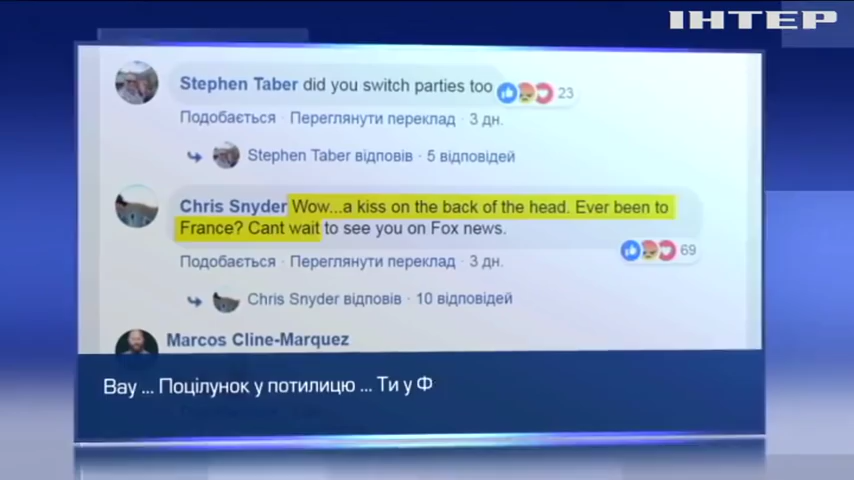 ІНТЕР
Stephen Taber did you switch parties too 23
Подобається · Переглянути переклад · 3 дн.
Stephen Taber відповів · 5 відповідей
Chris Snyder Wow...a kiss on the back of the head. Ever been to
France? Cant wait to see you on Fox news.
69
Подобається · Переглянути переклад · 3 дн.
Chris Snyder відповів · 10 відповідей
Marcos Cline-Marquez
Вау ... Поцілунок у потилицю ... Ти у Ф